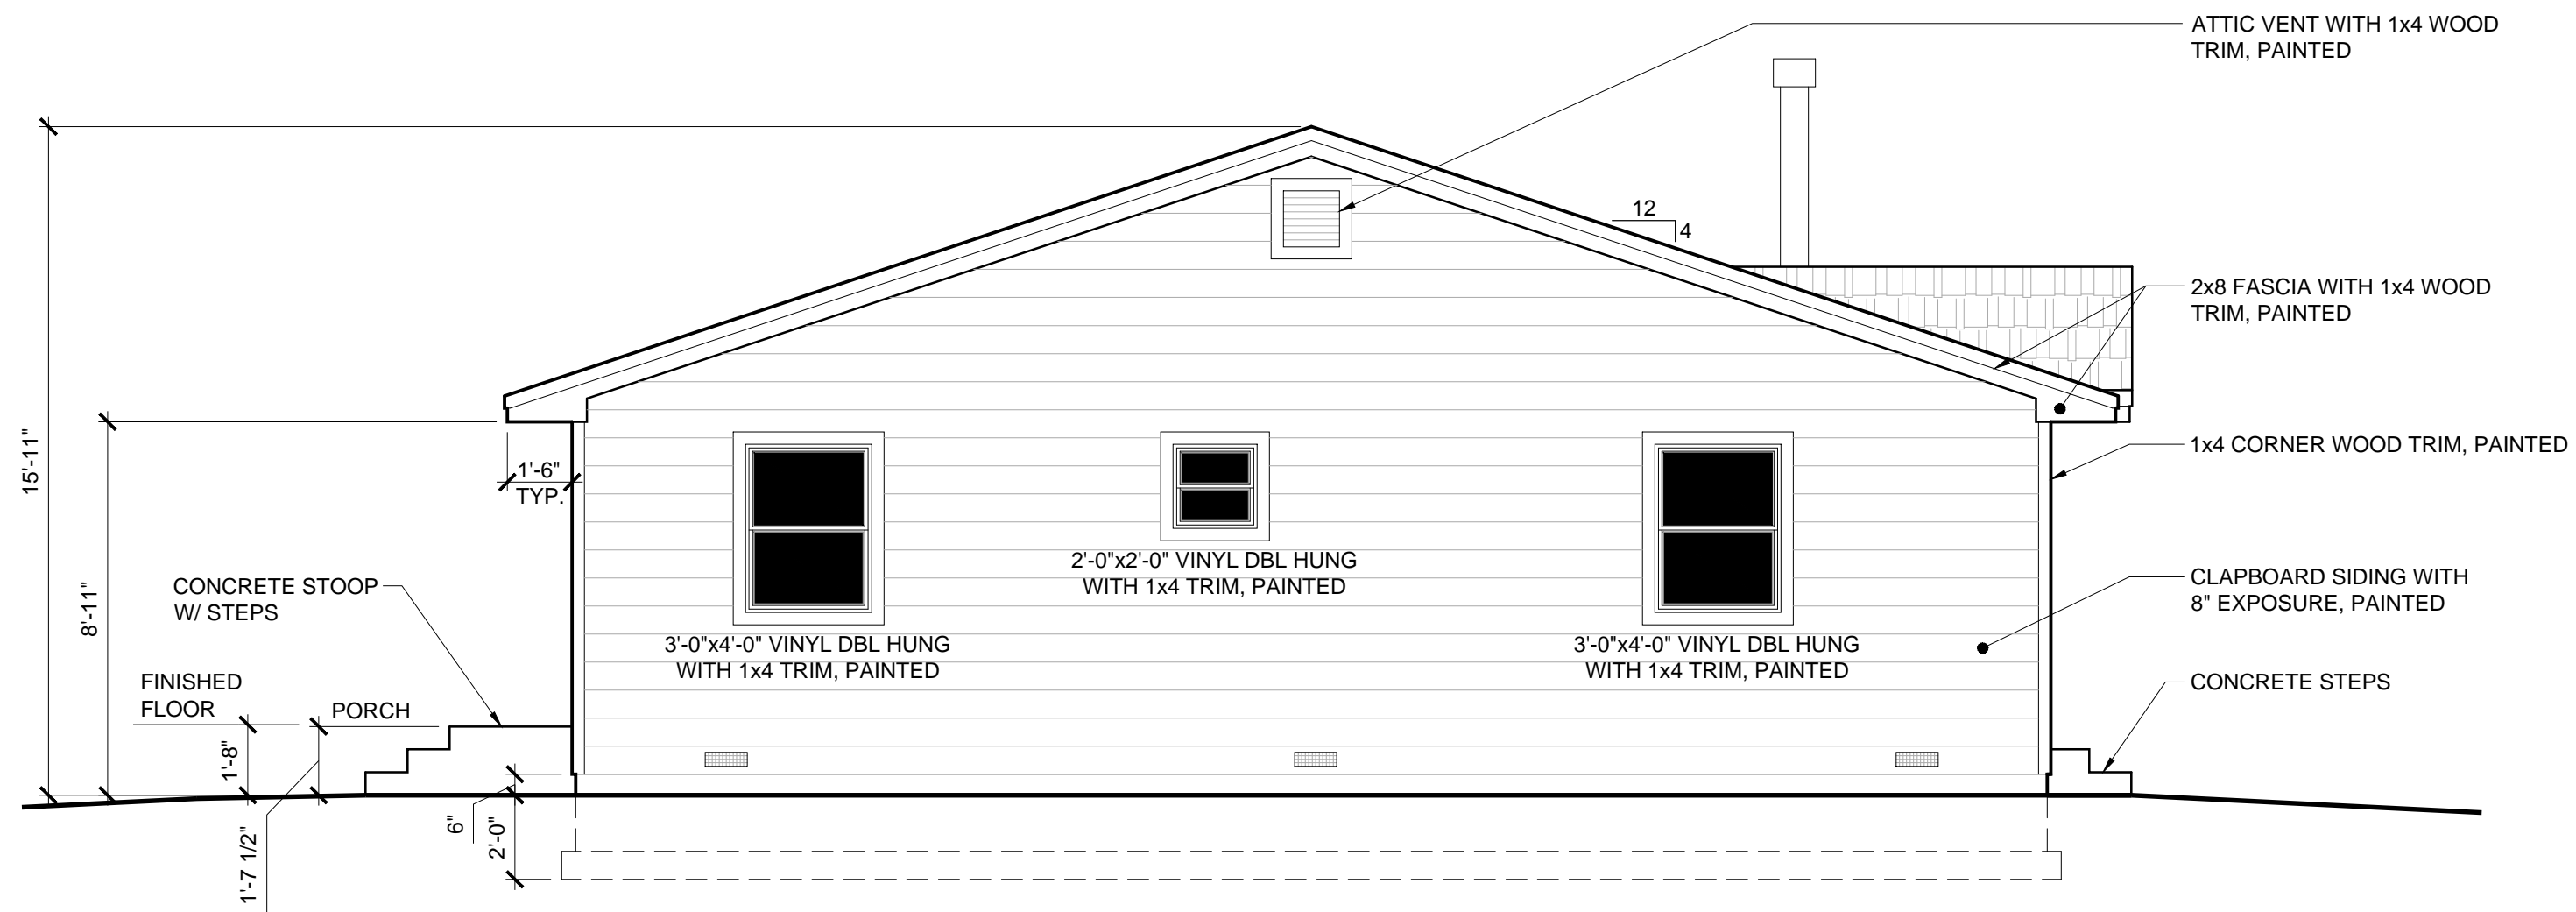 ATTIC VENT WITH 1x4 WOOD
TRIM, PAINTED
12
4
2x8 FASCIA WITH 1x4 WOOD
TRIM, PAINTED
15'-11"
8'-11"
1'-6"
TYP.
1x4 CORNER WOOD TRIM, PAINTED
2'-0"x2'-0" VINYL DBL HUNG
WITH 1x4 TRIM, PAINTED
CONCRETE STOOP
W/ STEPS
CLAPBOARD SIDING WITH
8" EXPOSURE, PAINTED
3'-0"x4'-0" VINYL DBL HUNG
WITH 1x4 TRIM, PAINTED
3'-0"x4'-0" VINYL DBL HUNG
WITH 1x4 TRIM, PAINTED
FINISHED
FLOOR
PORCH
CONCRETE STEPS
1'-8"
1'-7 1/2"
6"
2'-0"